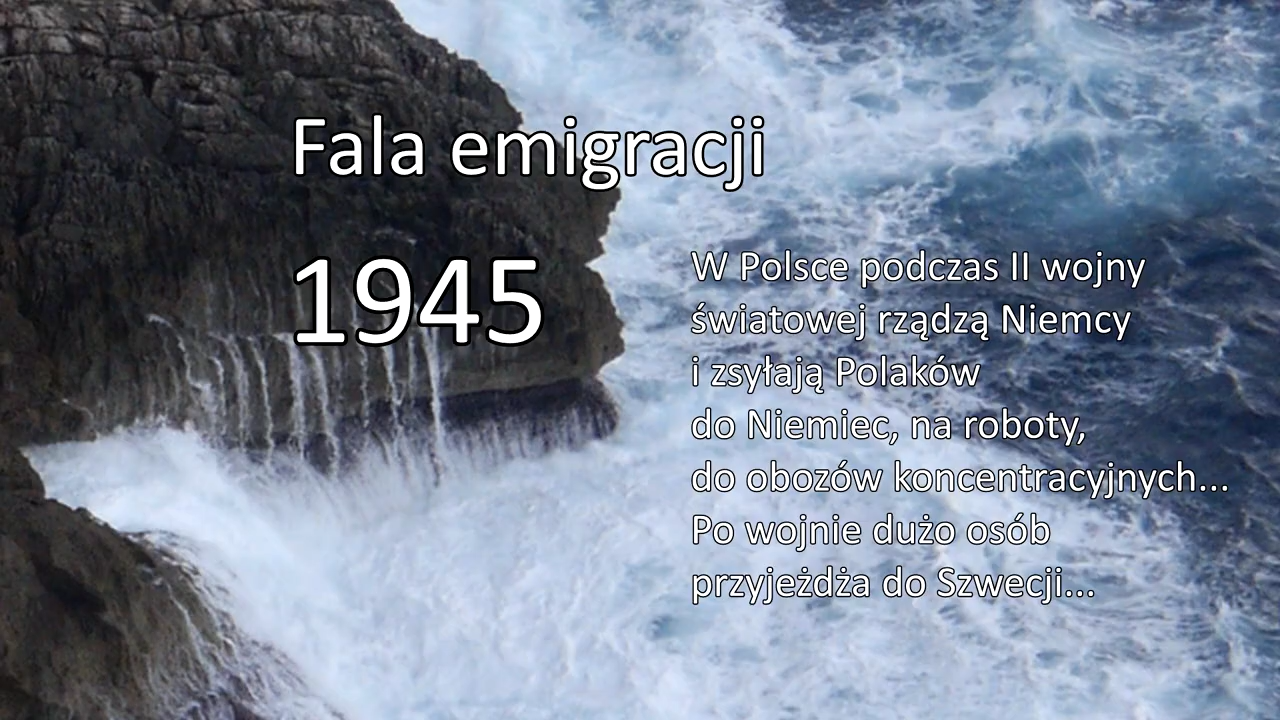 Fala emigracji
1945
W Polsce podczas II wojny
światowej rządzą Niemcy
i zsyłają Polaków
do Niemiec, na roboty,
do obozów koncentracyjnych...
Po wojnie dużo osób
przyjeżdża do Szwecji...